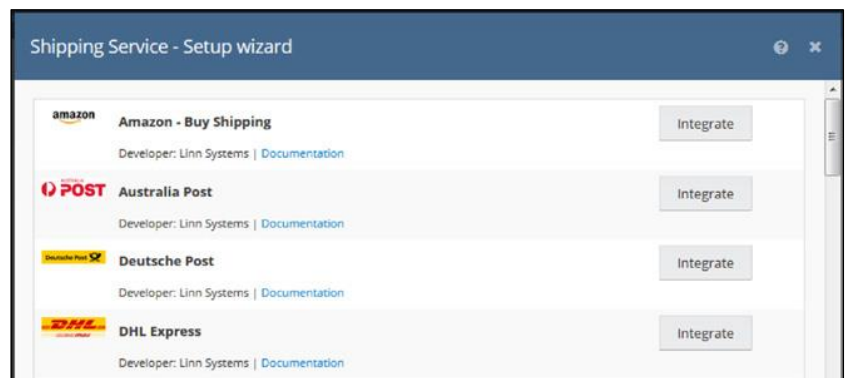 Shipping Service - Setup wizard
amazon
Amazon - Buy Shipping
Integrate
Developer: Linn Systems | Documentation
AUSTRALIA
POST
Australia Post
Integrate
Developer: Linn Systems | Documentation
Deutsche Post
Deutsche Post
Integrate
Developer: Linn Systems | Documentation
DHL
DHL Express
Integrate
Developer: Linn Systems | Documentation